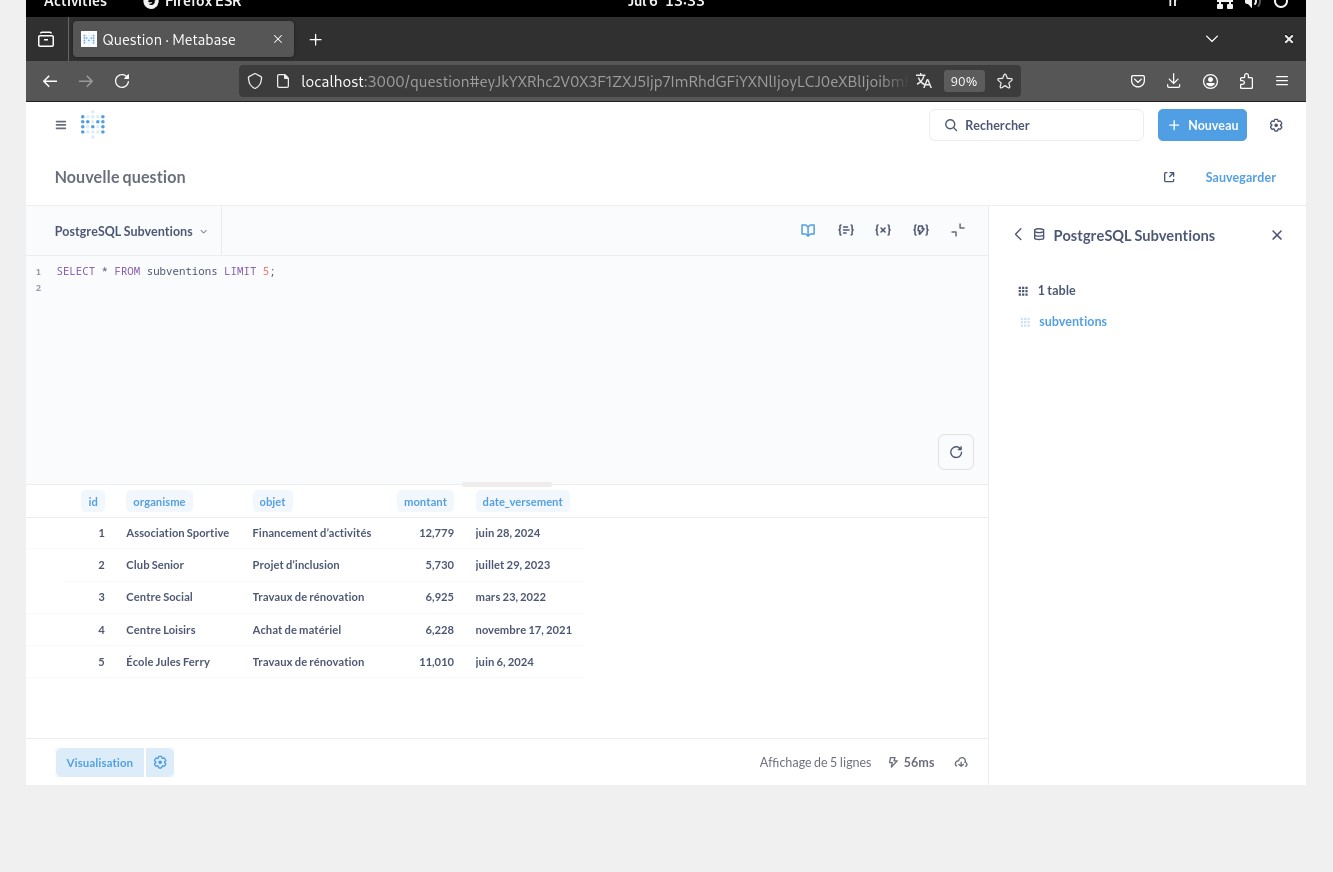 Activities Firefox ESR Jul 6 13:33 fr
Question · Metabase
localhost:3000/question#eyJkYXRhc2V0X3F1ZXJ5Ijp7ImRhdGFiYXNlIjoyLCJ0eXBlIjoibm 90%
Rechercher + Nouveau
Nouvelle question Sauvegarder
PostgreSQL Subventions
1 SELECT * FROM subventions LIMIT 5;
2
PostgreSQL Subventions
1 table
subventions
id organisme objet montant date_versement
1 Association Sportive Financement d'activités 12,779 juin 28, 2024
2 Club Senior Projet d'inclusion 5,730 juillet 29, 2023
3 Centre Social Travaux de rénovation 6,925 mars 23, 2022
4 Centre Loisirs Achat de matériel 6,228 novembre 17, 2021
5 École Jules Ferry Travaux de rénovation 11,010 juin 6, 2024
Visualisation Affichage de 5 lignes 56ms